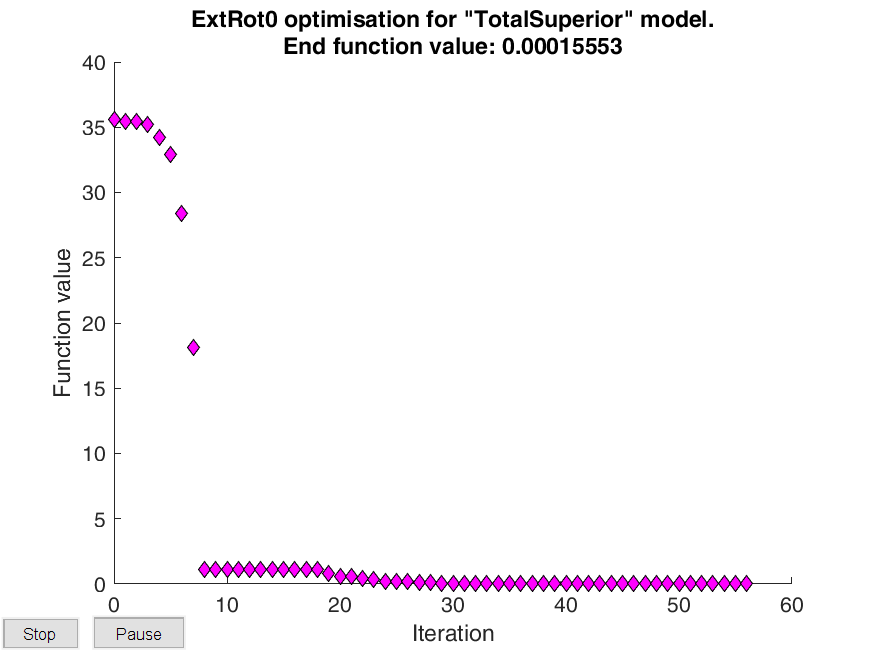 ExtRot0 optimisation for "TotalSuperior" model.
End function value: 0.00015553
40
35
30
25
20
15
10
5
0
Function value
0 10 20 30 40 50 60
Iteration
Stop Pause